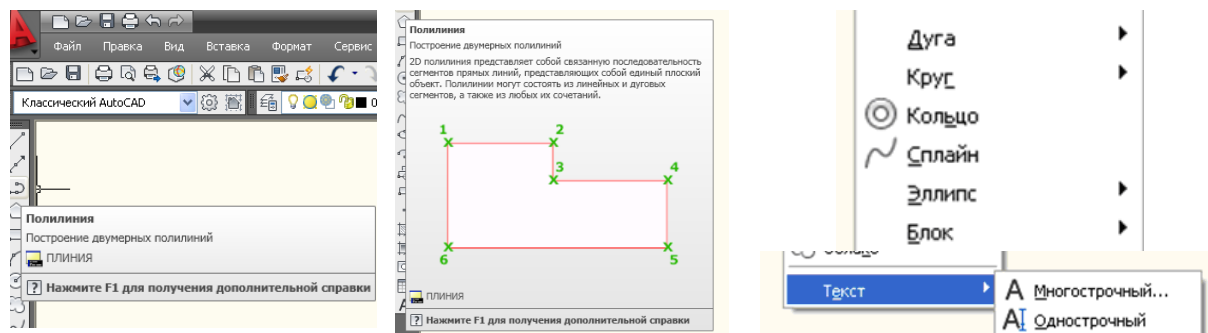 Файл Правка Вид Вставка Формат Сервис
Классический AutoCAD
0
Полилиния
Построение двумерных полилиний
ПЛИНИЯ
? Нажмите F1 для получения дополнительной справки
Полилиния
Построение двумерных полилиний
2D полилиния представляет собой связанную последовательность
сегментов прямых линий, представляющих собой единый плоский
объект. Полилинии могут состоять из линейных и дуговых
сегментов, а также из любых их сочетаний.
1 2
3 4
6 5
ПЛИНИЯ
? Нажмите F1 для получения дополнительной справки
A
Дуга
Круг
Кольцо
Сплайн
Эллипс
Блок
Текст
A Многострочный...
AI Однострочный